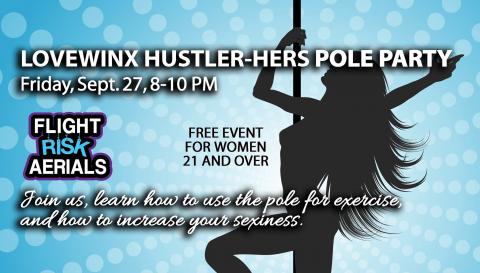 LOVEWINX HUSTLER-HERS POLE PARTY
Friday, Sept. 27, 8-10 PM
FLIGHT
RISK
AERIALS
FREE EVENT
FOR WOMEN
21 AND OVER
Join us, learn how to use the pole for exercise,
and how to increase your sexiness.